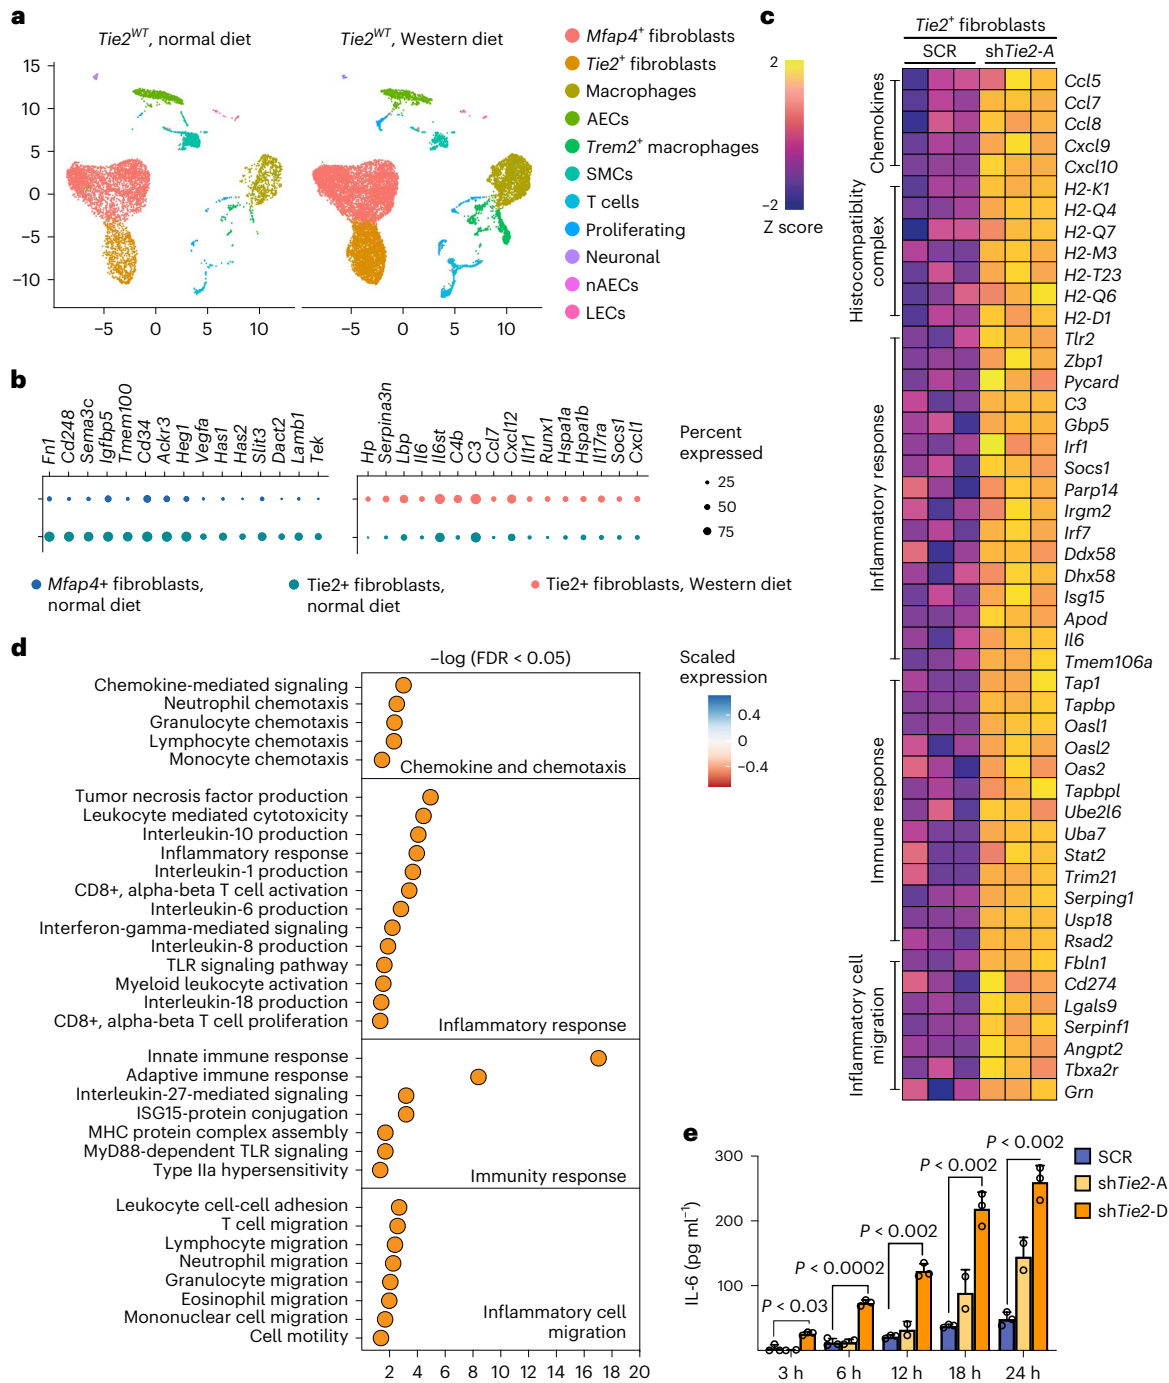 a
Tie2WT, normal diet
Tie2WT, Western diet
15
10
5
0
−5
−10
−5
0
5
10
−5
0
5
10
Mfap4+ fibroblasts
Tie2+ fibroblasts
Macrophages
AECs
Trem2+ macrophages
SMCs
T cells
Proliferating
Neuronal
nAECs
LECs
b
Fn1
Cd248
Sema3c
Igfbp5
Tmem100
Cd34
Ackr3
Heg1
Vegfa
Has1
Has2
Slit3
Dact2
Lamb1
Tek
Hp
Serpina3n
Lbp
Il6
Il6st
C4b
C3
Ccl7
Cxcl12
Il1r1
Runx1
Hspa1a
Hspa1b
Il17ra
Socs1
Cxcl1
Percent
expressed
25
50
75
Mfap4+ fibroblasts,
normal diet
Tie2+ fibroblasts,
normal diet
Tie2+ fibroblasts, Western diet
Scaled
expression
0.4
0
−0.4
c
Tie2+ fibroblasts
SCR
shTie2-A
2
−2
Z score
Chemokines
Histocompatiblity
complex
Inflammatory response
Immune response
Inflammatory cell
migration
Ccl5
Ccl7
Ccl8
Cxcl9
Cxcl10
H2-K1
H2-Q4
H2-Q7
H2-M3
H2-T23
H2-Q6
H2-D1
Tlr2
Zbp1
Pycard
C3
Gbp5
Irf1
Socs1
Parp14
Irgm2
Irf7
Ddx58
Dhx58
Isg15
Apod
Il6
Tmem106a
Tap1
Tapbp
Oasl1
Oasl2
Oas2
Tapbpl
Ube2l6
Uba7
Stat2
Trim21
Serping1
Usp18
Rsad2
Fbln1
Cd274
Lgals9
Serpinf1
Angpt2
Tbxa2r
Grn
d
−log (FDR < 0.05)
Chemokine-mediated signaling
Neutrophil chemotaxis
Granulocyte chemotaxis
Lymphocyte chemotaxis
Monocyte chemotaxis
Chemokine and chemotaxis
Tumor necrosis factor production
Leukocyte mediated cytotoxicity
Interleukin-10 production
Inflammatory response
Interleukin-1 production
CD8+, alpha-beta T cell activation
Interleukin-6 production
Interferon-gamma-mediated signaling
Interleukin-8 production
TLR signaling pathway
Myeloid leukocyte activation
Interleukin-18 production
CD8+, alpha-beta T cell proliferation
Inflammatory response
Innate immune response
Adaptive immune response
Interleukin-27-mediated signaling
ISG15-protein conjugation
MHC protein complex assembly
MyD88-dependent TLR signaling
Type IIa hypersensitivity
Immunity response
Leukocyte cell-cell adhesion
T cell migration
Lymphocyte migration
Neutrophil migration
Granulocyte migration
Eosinophil migration
Mononuclear cell migration
Cell motility
Inflammatory cell
migration
2
4
6
8
10
12
14
16
18
20
e
IL-6 (pg ml−1)
300
200
100
P < 0.03
P < 0.0002
P < 0.002
P < 0.002
P < 0.002
3 h
6 h
12 h
18 h
24 h
SCR
shTie2-A
shTie2-D